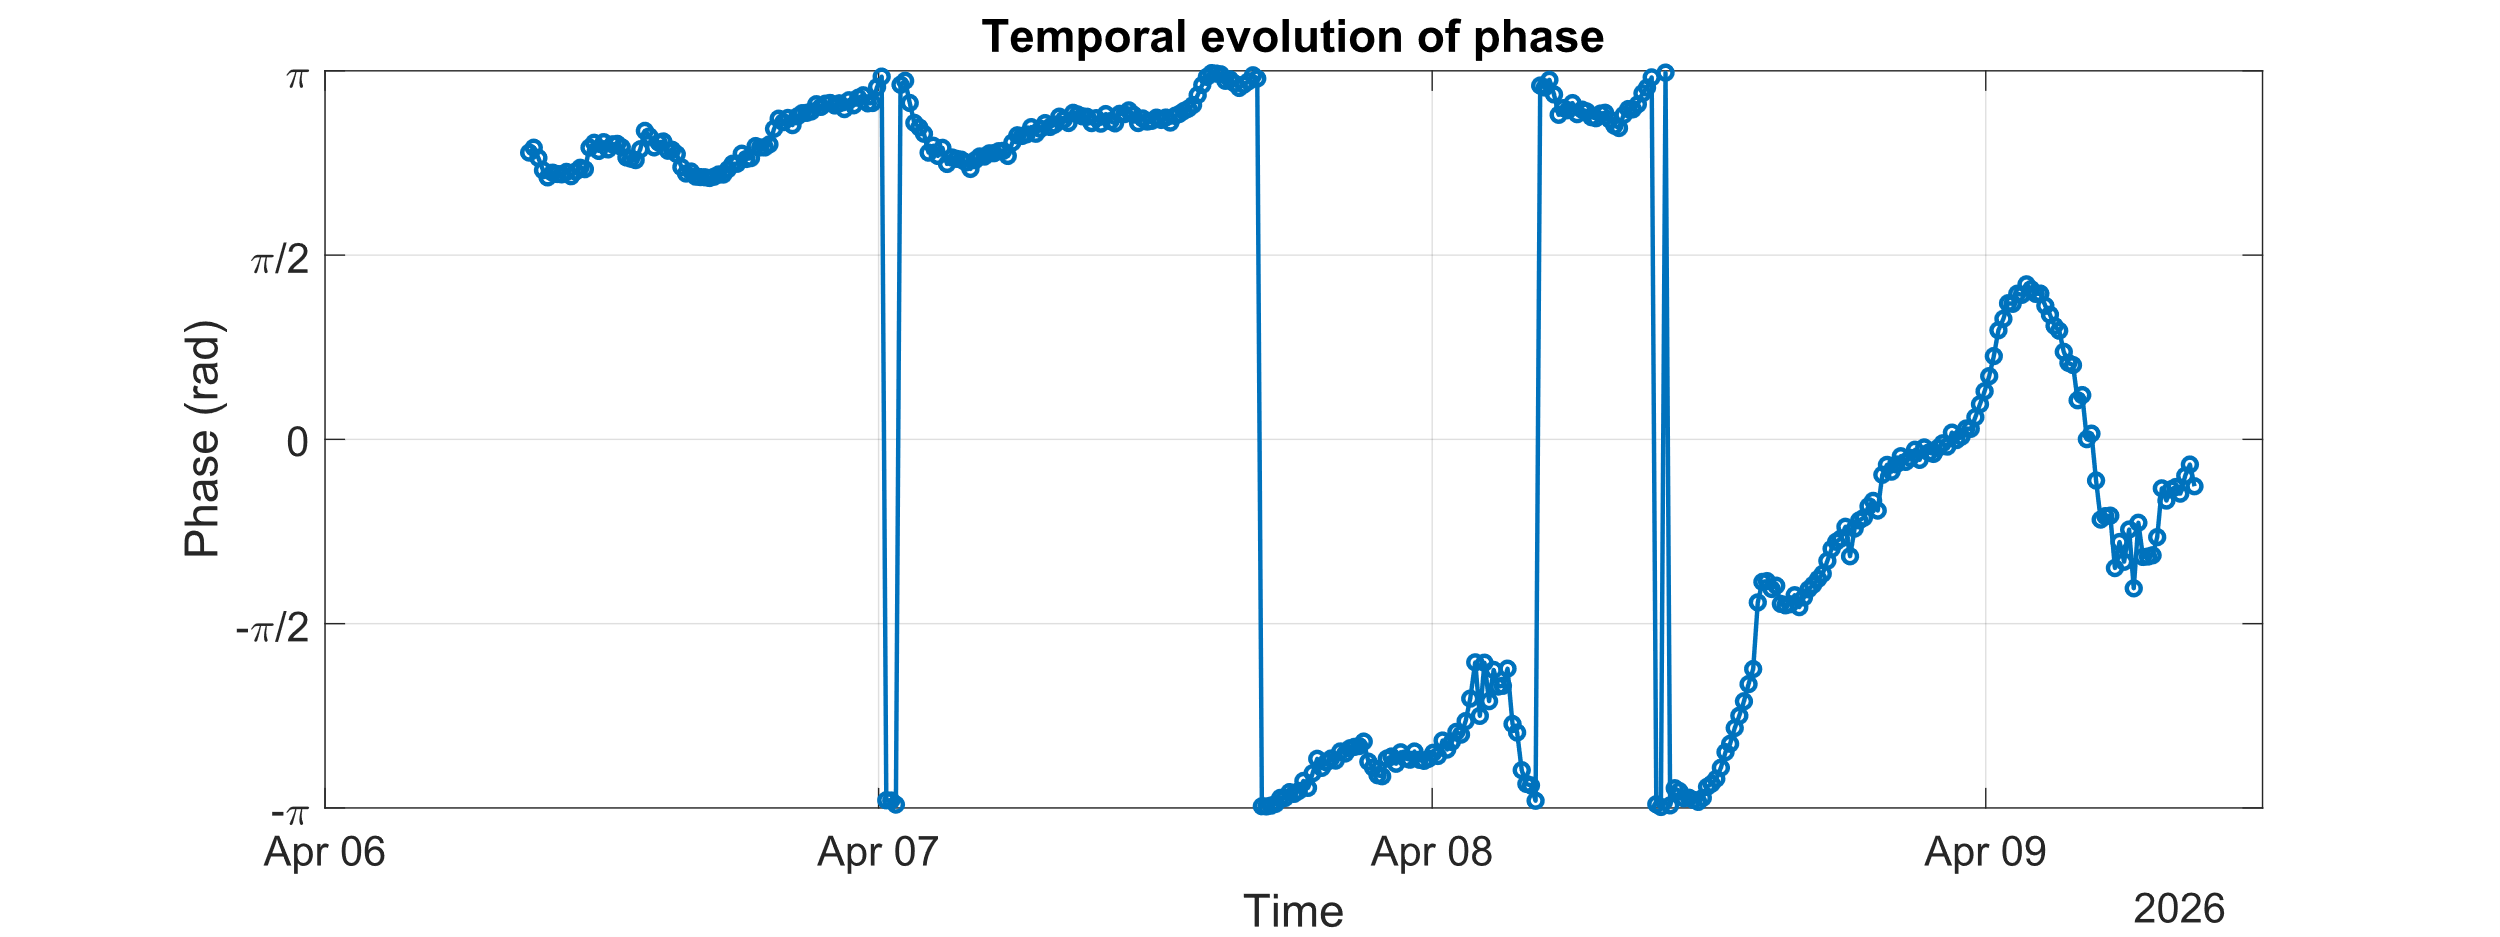 Temporal evolution of phase
π
π/2
0
-π/2
-π
Phase (rad)
Apr 06
Apr 07
Apr 08
Apr 09
Time
2026